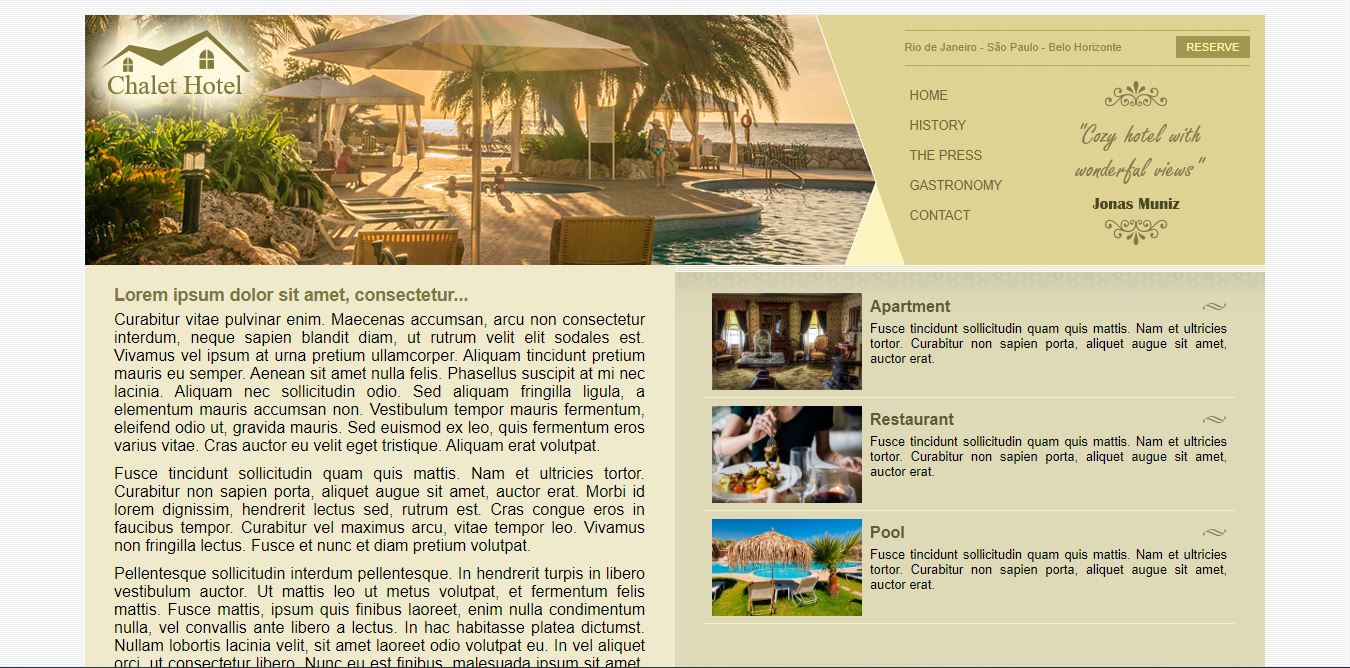 Chalet Hotel
Rio de Janeiro - São Paulo - Belo Horizonte
RESERVE
HOME
HISTORY
THE PRESS
GASTRONOMY
CONTACT
"Cozy hotel with
wonderful views"
Jonas Muniz
Lorem ipsum dolor sit amet, consectetur...
Curabitur vitae pulvinar enim. Maecenas accumsan, arcu non consectetur
interdum, neque sapien blandit diam, ut rutrum velit elit sodales est.
Vivamus vel ipsum at urna pretium ullamcorper. Aliquam tincidunt pretium
mauris eu semper. Aenean sit amet nulla felis. Phasellus suscipit at mi nec
lacinia. Aliquam nec sollicitudin odio. Sed aliquam fringilla ligula, a
elementum mauris accumsan non. Vestibulum tempor mauris fermentum,
eleifend odio ut, gravida mauris. Sed euismod ex leo, quis fermentum eros
varius vitae. Cras auctor eu velit eget tristique. Aliquam erat volutpat.
Fusce tincidunt sollicitudin quam quis mattis. Nam et ultricies tortor.
Curabitur non sapien porta, aliquet augue sit amet, auctor erat. Morbi id
lorem dignissim, hendrerit lectus sed, rutrum est. Cras congue eros in
faucibus tempor. Curabitur vel maximus arcu, vitae tempor leo. Vivamus
non fringilla lectus. Fusce et nunc et diam pretium volutpat.
Pellentesque sollicitudin interdum pellentesque. In hendrerit turpis in libero
vestibulum auctor. Ut mattis leo ut metus volutpat, et fermentum felis
mattis. Fusce mattis, ipsum quis finibus laoreet, enim nulla condimentum
nulla, vel convallis ante libero a lectus. In hac habitasse platea dictumst.
Nullam lobortis lacinia velit, sit amet laoreet odio volutpat eu. In vel aliquet
orci, ut consectetur libero. Nunc eu est finibus, malesuada ipsum sit amet,
Apartment
Fusce tincidunt sollicitudin quam quis mattis. Nam et ultricies
tortor. Curabitur non sapien porta, aliquet augue sit amet,
auctor erat.
Restaurant
Fusce tincidunt sollicitudin quam quis mattis. Nam et ultricies
tortor. Curabitur non sapien porta, aliquet augue sit amet,
auctor erat.
Pool
Fusce tincidunt sollicitudin quam quis mattis. Nam et ultricies
tortor. Curabitur non sapien porta, aliquet augue sit amet,
auctor erat.